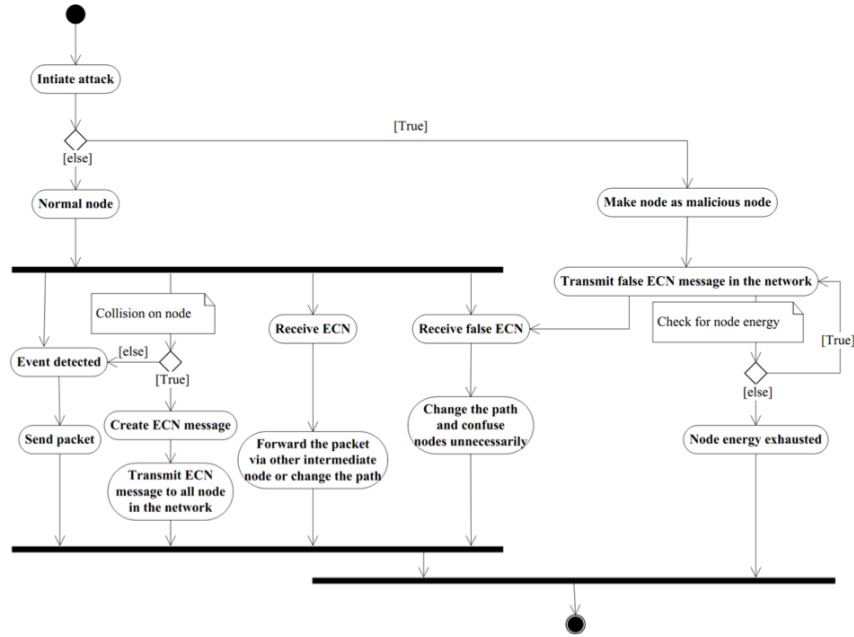 Intiate attack
[True]
[else]
Normal node
Make node as malicious node
Transmit false ECN message in the network
Collision on node
Receive ECN
Receive false ECN
Check for node energy
[True]
[else]
Event detected
[True]
[else]
Create ECN message
Change the path
and confuse
nodes unnecessarily
Send packet
Forward the packet
via other intermediate
node or change the path
Node energy exhausted
Transmit ECN
message to all node
in the network